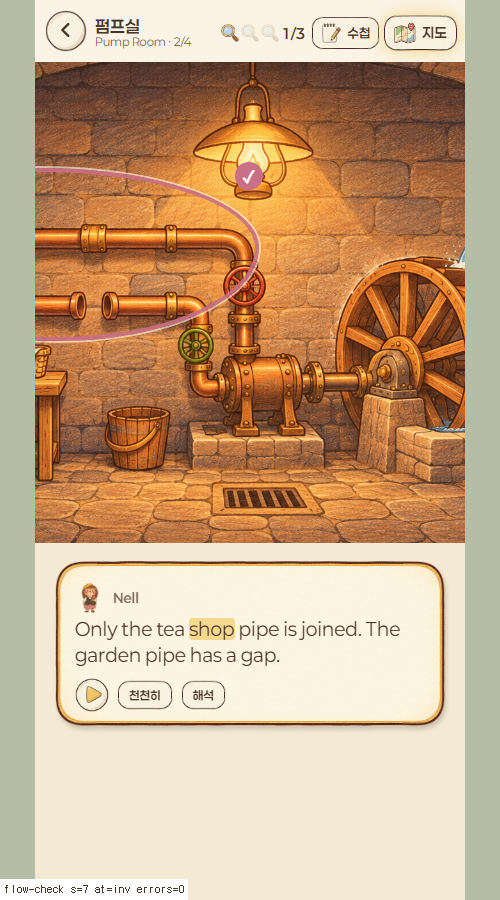 펌프실
Pump Room · 2/4
1/3
수첩
지도
Nell
Only the tea shop pipe is joined. The
garden pipe has a gap.
천천히
해석
flow-check s=7 at=inv errors=0